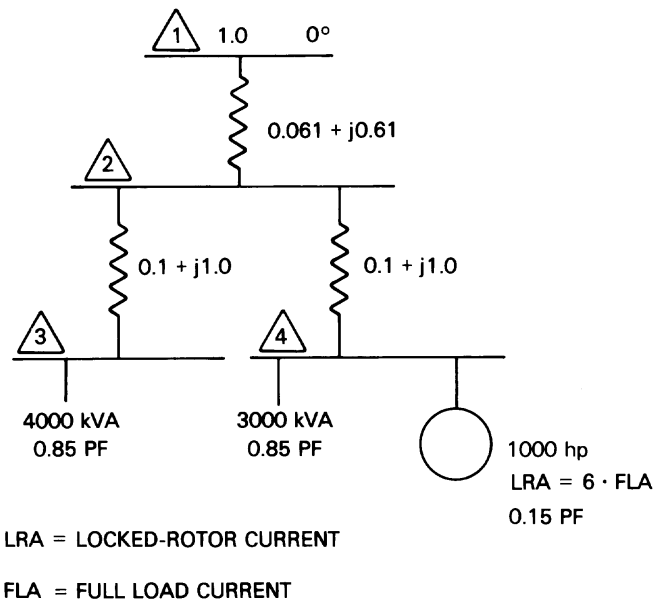 1 1.0 0°
0.061 + j0.61
2
0.1 + j1.0
0.1 + j1.0
3
4
4000 kVA
0.85 PF
3000 kVA
0.85 PF
1000 hp
LRA = 6 · FLA
0.15 PF
LRA = LOCKED-ROTOR CURRENT
FLA = FULL LOAD CURRENT